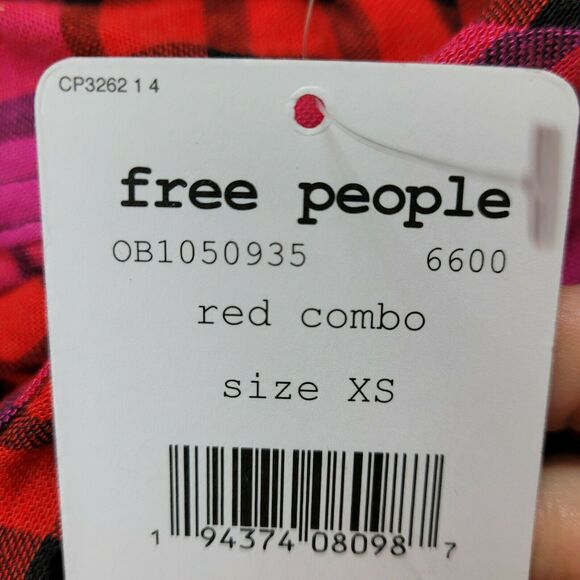 CP3262 1 4
free people
OB1050935 6600
red combo
size XS
1 94374 08098 7